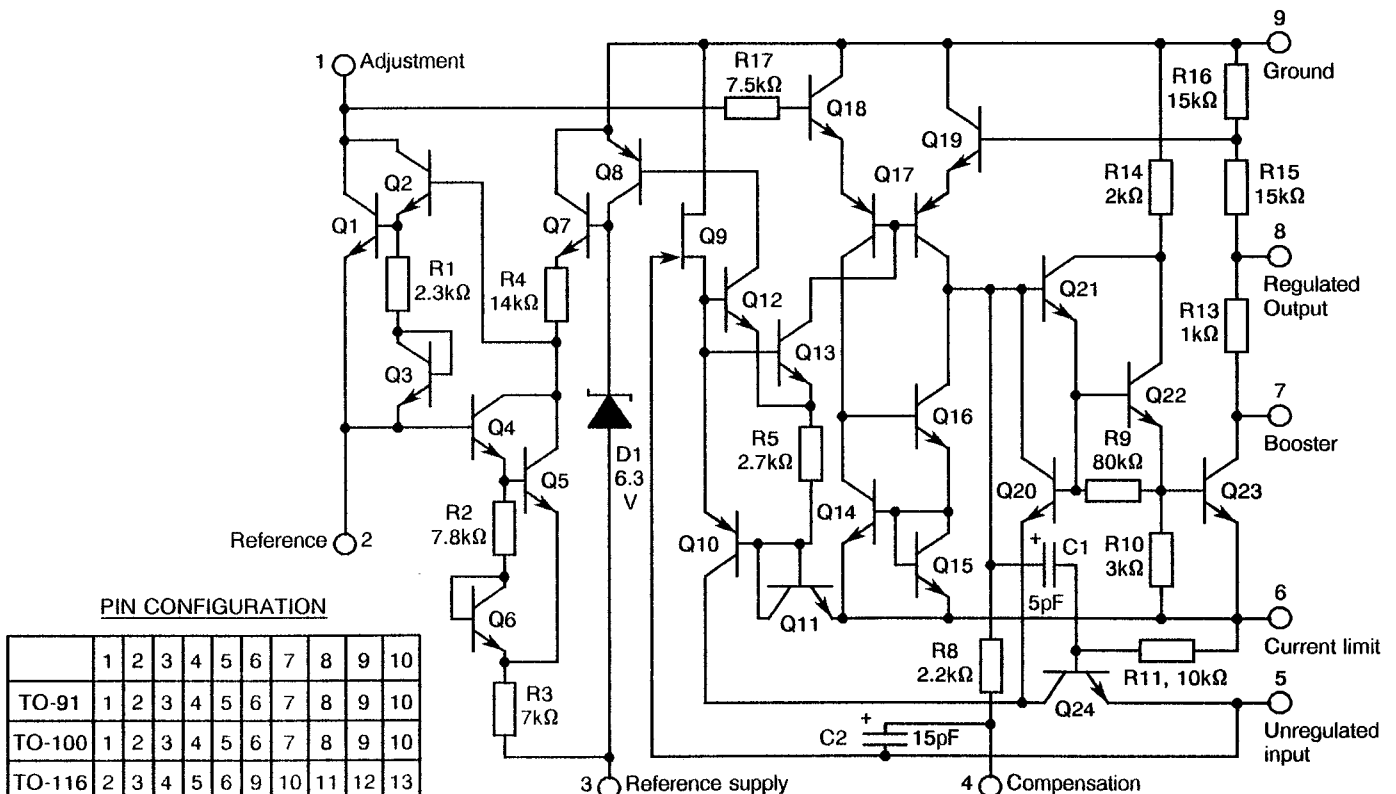 9
Ground
1
Adjustment
R17
7.5kΩ
R16
15kΩ
Q18
Q19
Q2
Q8
Q17
R14
2kΩ
R15
15kΩ
Q1
Q7
Q9
8
Regulated
Output
R1
2.3kΩ
R4
14kΩ
Q12
Q21
R13
1kΩ
Q13
Q3
Q22
7
Booster
Q16
Q4
D1
6.3
V
R5
2.7kΩ
R9
80kΩ
Q5
Q20
Q23
R2
7.8kΩ
Q14
Reference
2
Q10
+
C1
5pF
R10
3kΩ
Q15
6
Current limit
Q6
Q11
PIN CONFIGURATION
R8
2.2kΩ
R11, 10kΩ
5
Unregulated
input
R3
7kΩ
Q24
+
C2
15pF
3
Reference supply
4
Compensation
1 2 3 4 5 6 7 8 9 10
TO-91 1 2 3 4 5 6 7 8 9 10
TO-100 1 2 3 4 5 6 7 8 9 10
TO-116 2 3 4 5 6 9 10 11 12 13